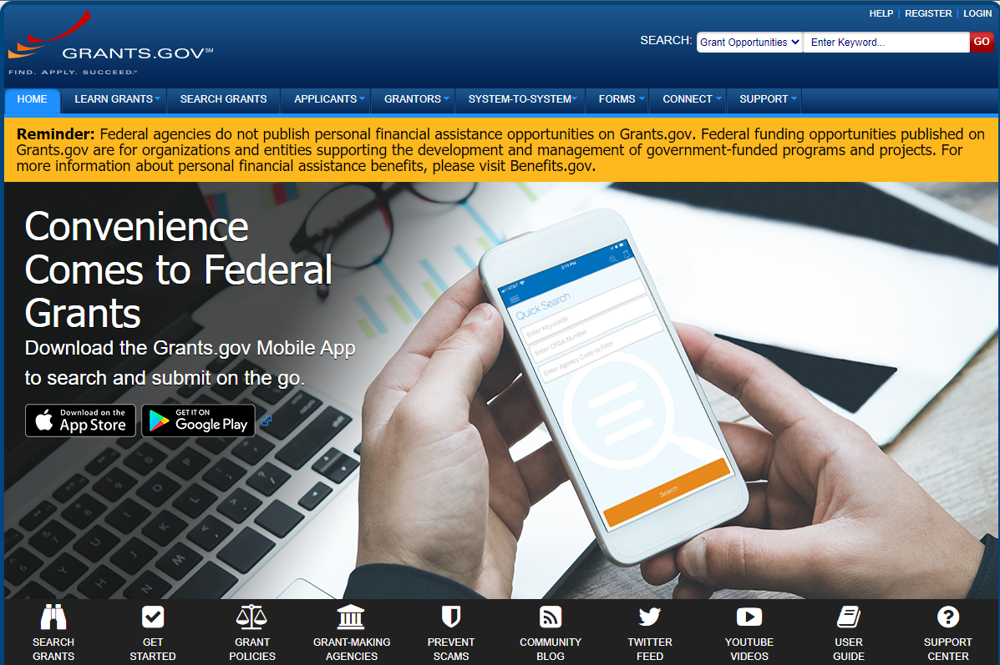 HELP | REGISTER | LOGIN
SEARCH: Grant Opportunities Enter Keyword... GO
GRANTS.GOV℠
FIND. APPLY. SUCCEED.℠
HOME LEARN GRANTS SEARCH GRANTS APPLICANTS GRANTORS SYSTEM-TO-SYSTEM FORMS CONNECT SUPPORT
Reminder: Federal agencies do not publish personal financial assistance opportunities on Grants.gov. Federal funding opportunities published on
Grants.gov are for organizations and entities supporting the development and management of government-funded programs and projects. For
more information about personal financial assistance benefits, please visit Benefits.gov.
Convenience
Comes to Federal
Grants
Download the Grants.gov Mobile App
to search and submit on the go.
Download on the
App Store
GET IT ON
Google Play
AT&T 2:11 PM
Quick Search
Enter Keywords
Enter CFDA Number
Enter Agency Code to Filter
Search
SEARCH
GRANTS
GET
STARTED
GRANT
POLICIES
GRANT-MAKING
AGENCIES
PREVENT
SCAMS
COMMUNITY
BLOG
TWITTER
FEED
YOUTUBE
VIDEOS
USER
GUIDE
SUPPORT
CENTER